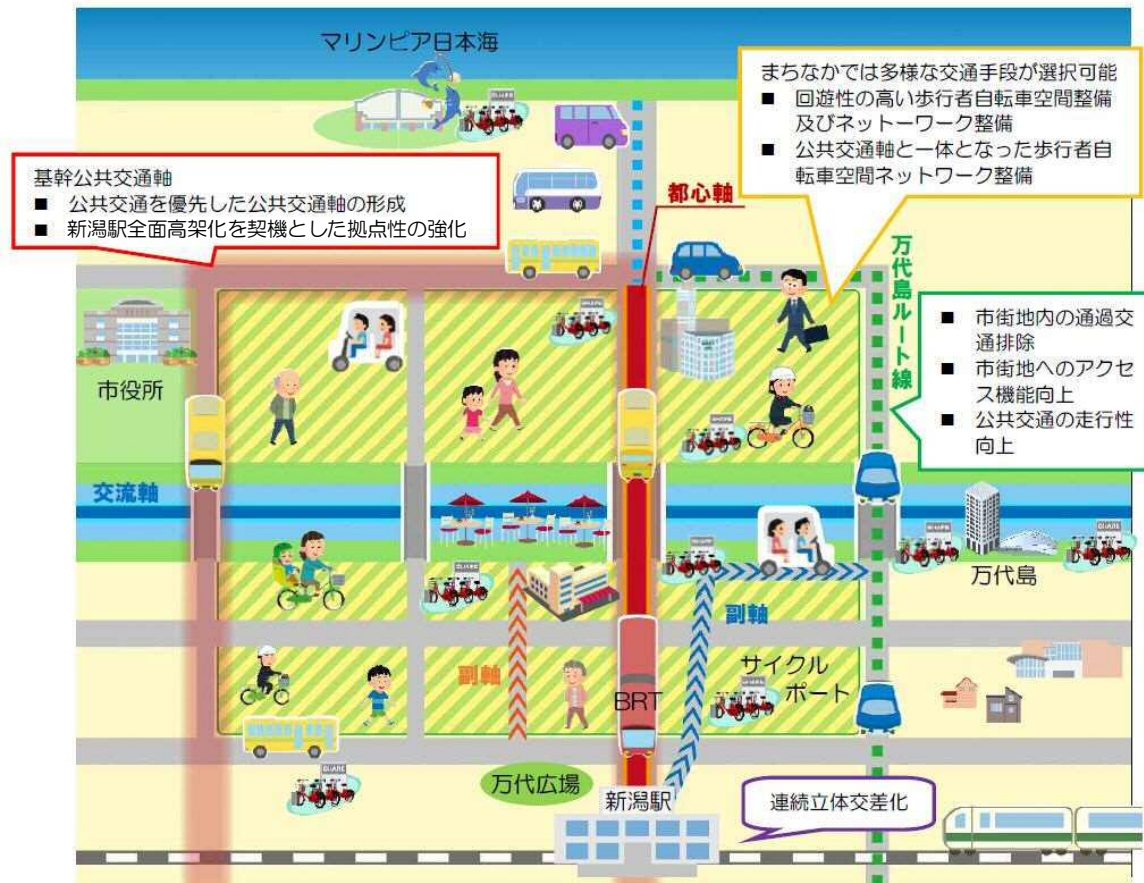 マリンピア日本海
まちなかでは多様な交通手段が選択可能
■ 回遊性の高い歩行者自転車空間整備
及びネットーワーク整備
■ 公共交通軸と一体となった歩行者自
転車空間ネットワーク整備
基幹公共交通軸
■ 公共交通を優先した公共交通軸の形成
■ 新潟駅全面高架化を契機とした拠点性の強化
都心軸
万代島ルート線
■ 市街地内の通過交
通排除
■ 市街地へのアクセ
ス機能向上
■ 公共交通の走行性
向上
市役所
交流軸
万代島
副軸
副軸
サイクル
ポート
BRT
万代広場
新潟駅
連続立体交差化